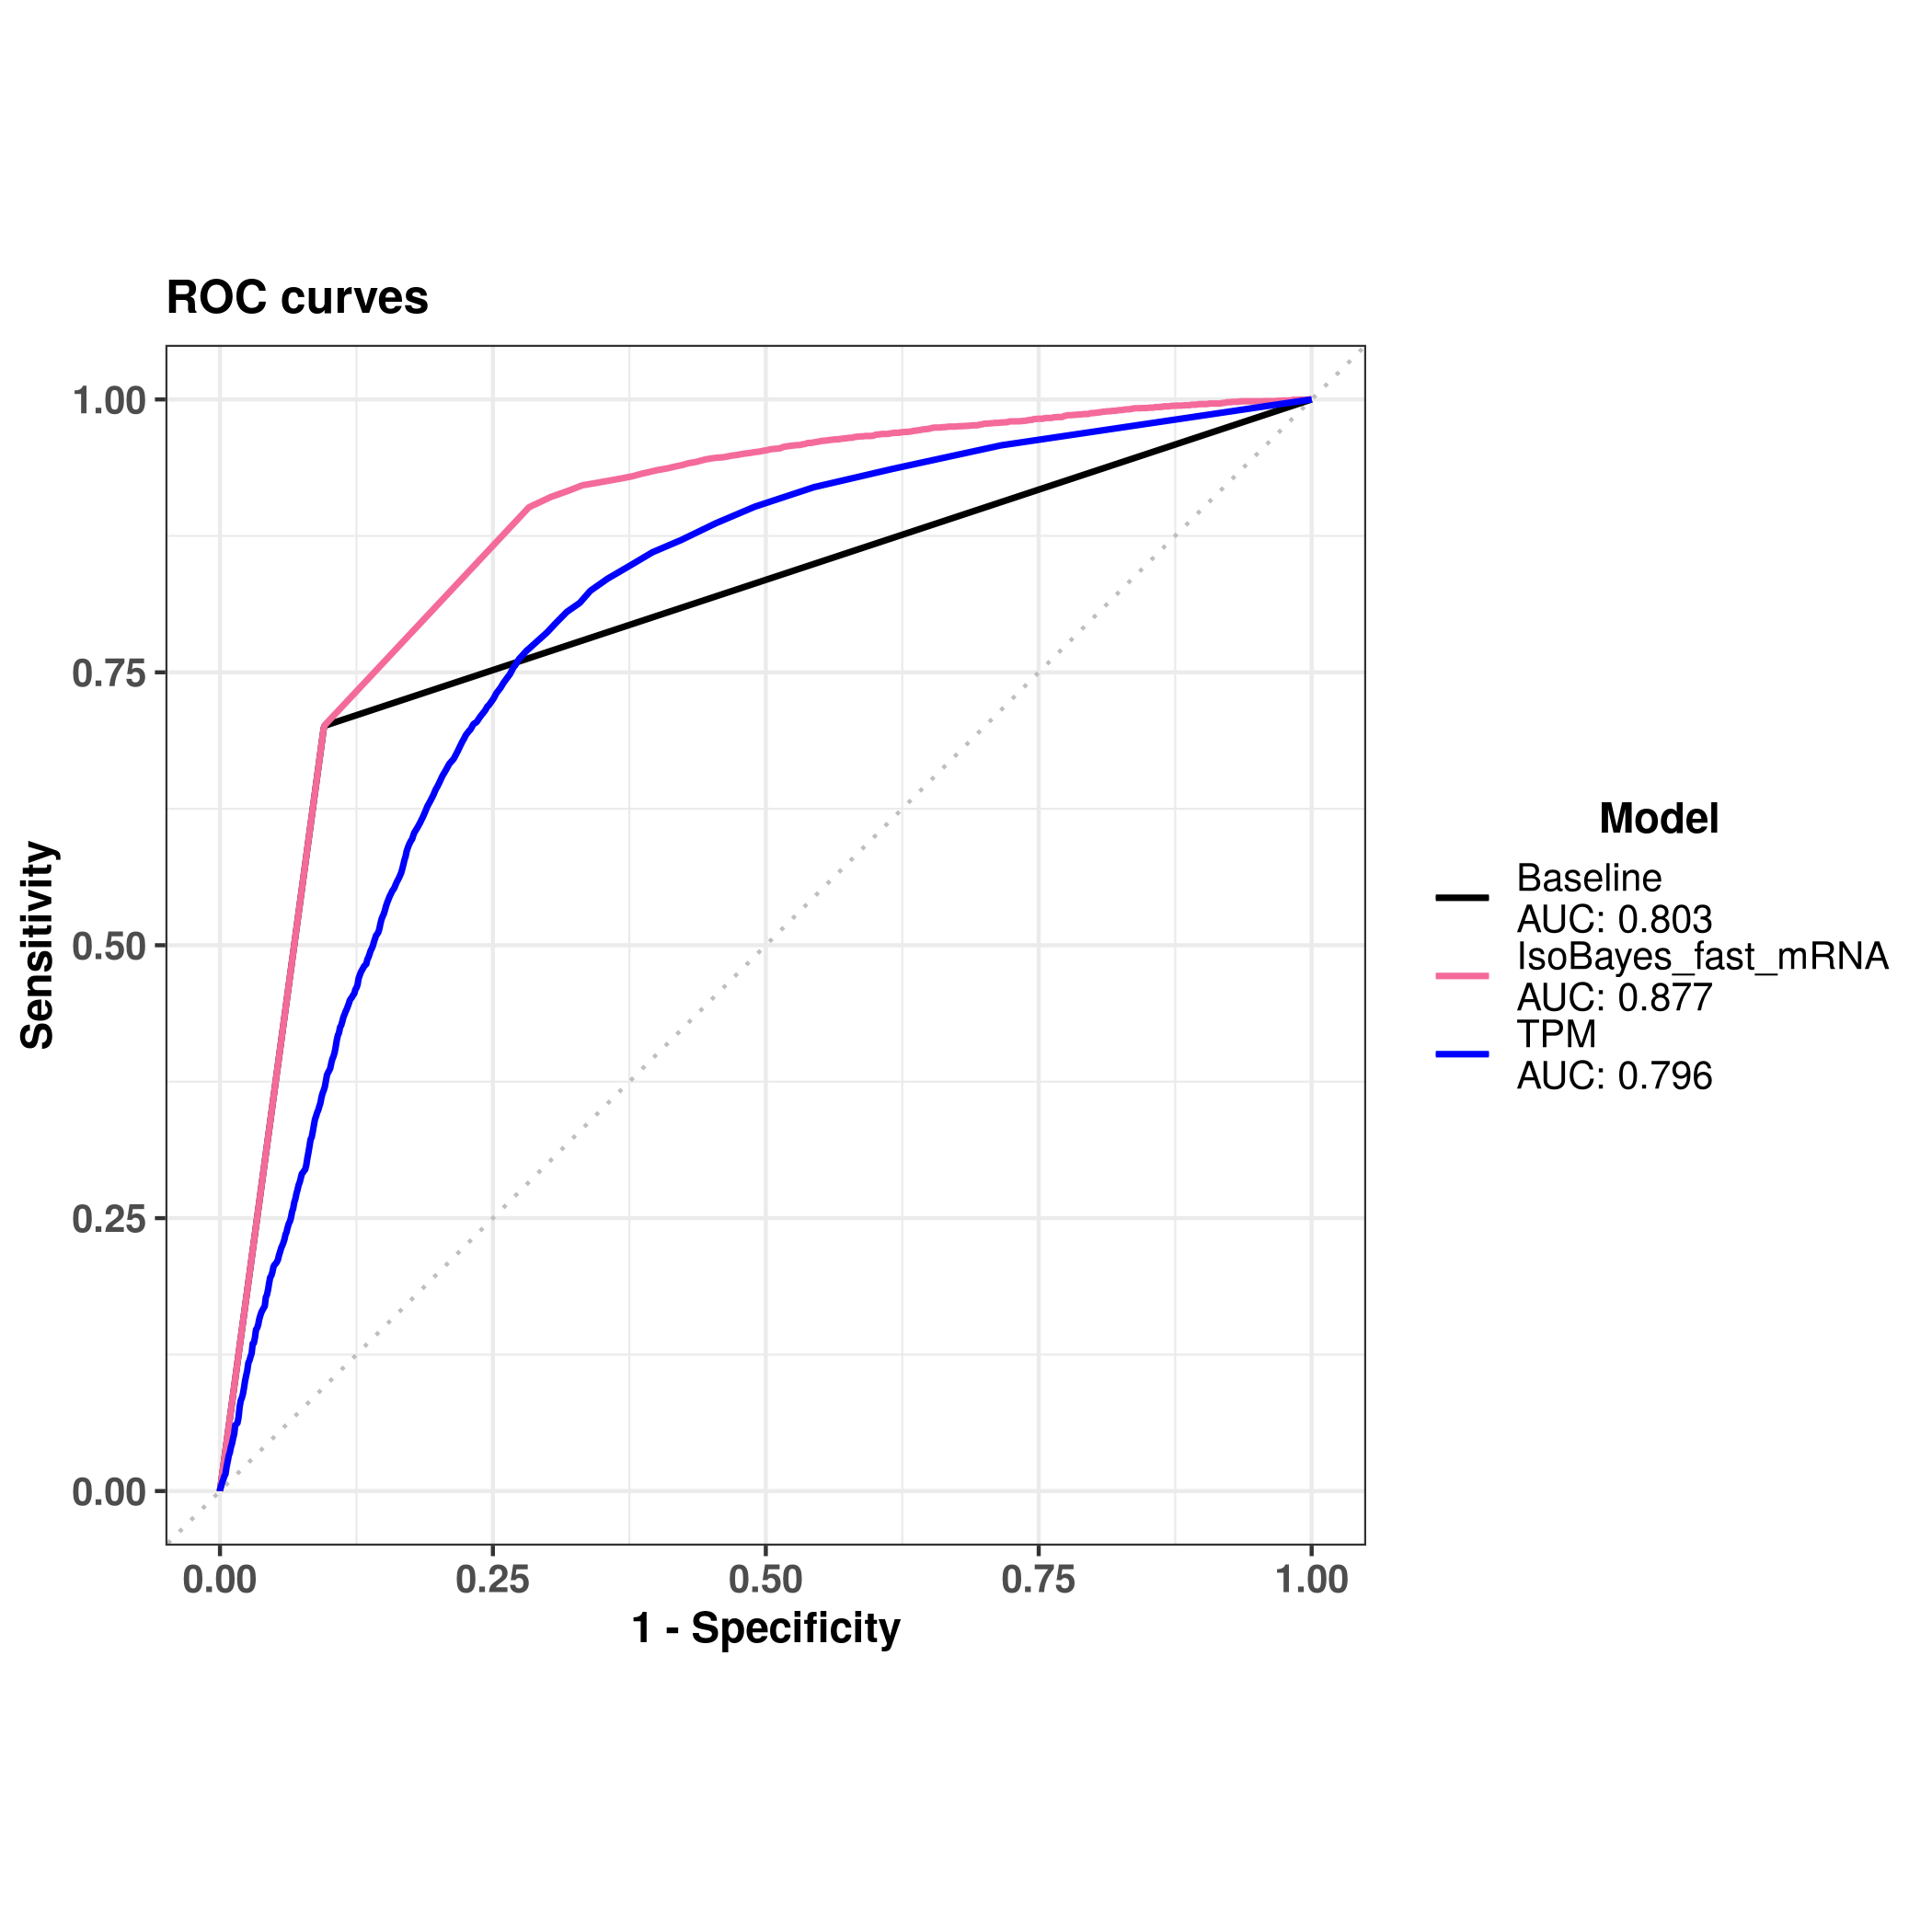 ROC curves
1.00
0.75
0.50
0.25
0.00
Sensitivity
0.00 0.25 0.50 0.75 1.00
1 - Specificity
Model
Baseline
AUC: 0.803
IsoBayes_fast_mRNA
AUC: 0.877
TPM
AUC: 0.796